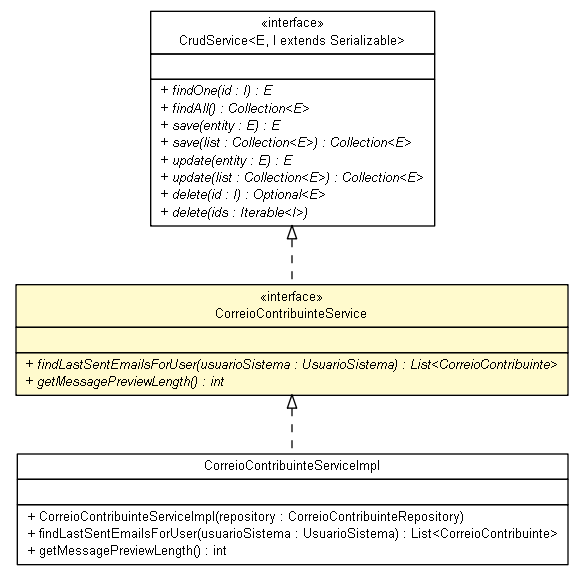 «interface»
CrudService<E, I extends Serializable>
+ findOne(id : I) : E
+ findAll() : Collection<E>
+ save(entity : E) : E
+ save(list : Collection<E>) : Collection<E>
+ update(entity : E) : E
+ update(list : Collection<E>) : Collection<E>
+ delete(id : I) : Optional<E>
+ delete(ids : Iterable<I>)
«interface»
CorreioContribuinteService
+ findLastSentEmailsForUser(usuarioSistema : UsuarioSistema) : List<CorreioContribuinte>
+ getMessagePreviewLength() : int
CorreioContribuinteServiceImpl
+ CorreioContribuinteServiceImpl(repository : CorreioContribuinteRepository)
+ findLastSentEmailsForUser(usuarioSistema : UsuarioSistema) : List<CorreioContribuinte>
+ getMessagePreviewLength() : int